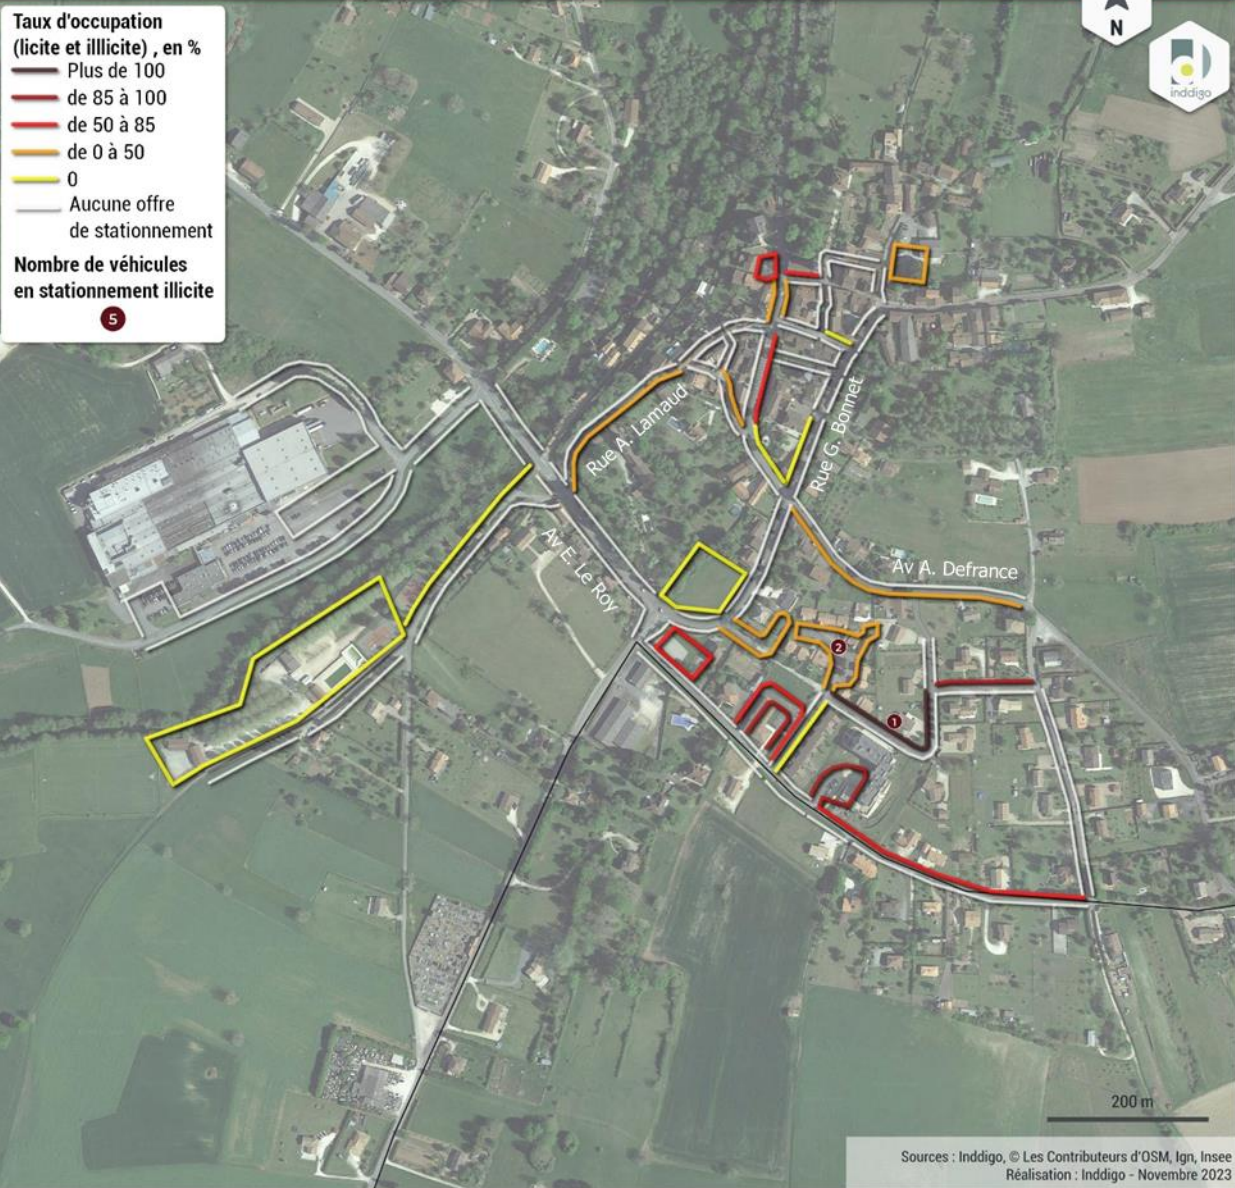 Taux d'occupation
(licite et illlicite) , en %
Plus de 100
de 85 à 100
de 50 à 85
de 0 à 50
0
Aucune offre
de stationnement
Nombre de véhicules
en stationnement illicite
5
N
inddigo
Rue A. Lamaud
Rue G. Bonnet
Av E. Le Roy
Av A. Defrance
2
1
200 m
Sources : Inddigo, © Les Contributeurs d'OSM, Ign, Insee
Réalisation : Inddigo - Novembre 2023